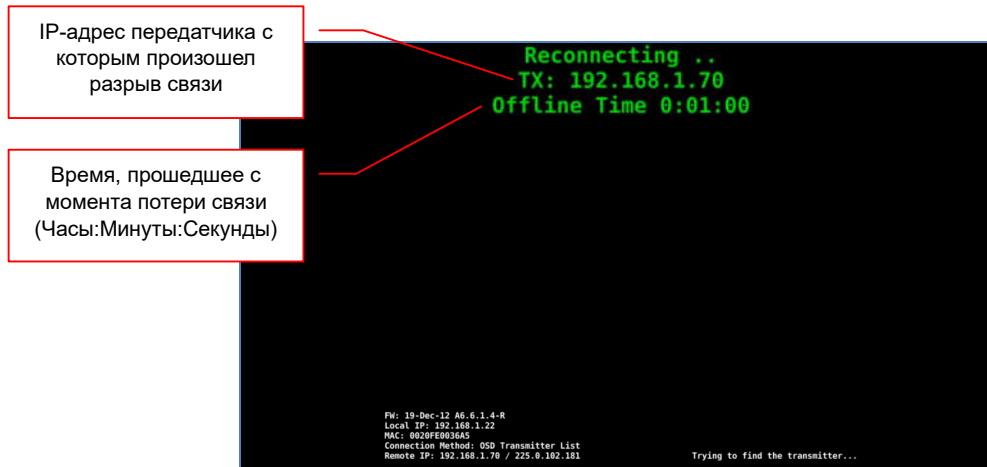 IP-адрес передатчика с
которым произошел
разрыв связи
Reconnecting ..
TX: 192.168.1.70
Offline Time 0:01:00
Время, прошедшее с
момента потери связи
(Часы:Минуты:Секунды)
FW: 19-Dec-12 A6.6.1.4-R
Local IP: 192.168.1.22
MAC: 0020FE0036A5
Connection Method: OSD Transmitter List
Remote IP: 192.168.1.70 / 225.0.102.181
Trying to find the transmitter...